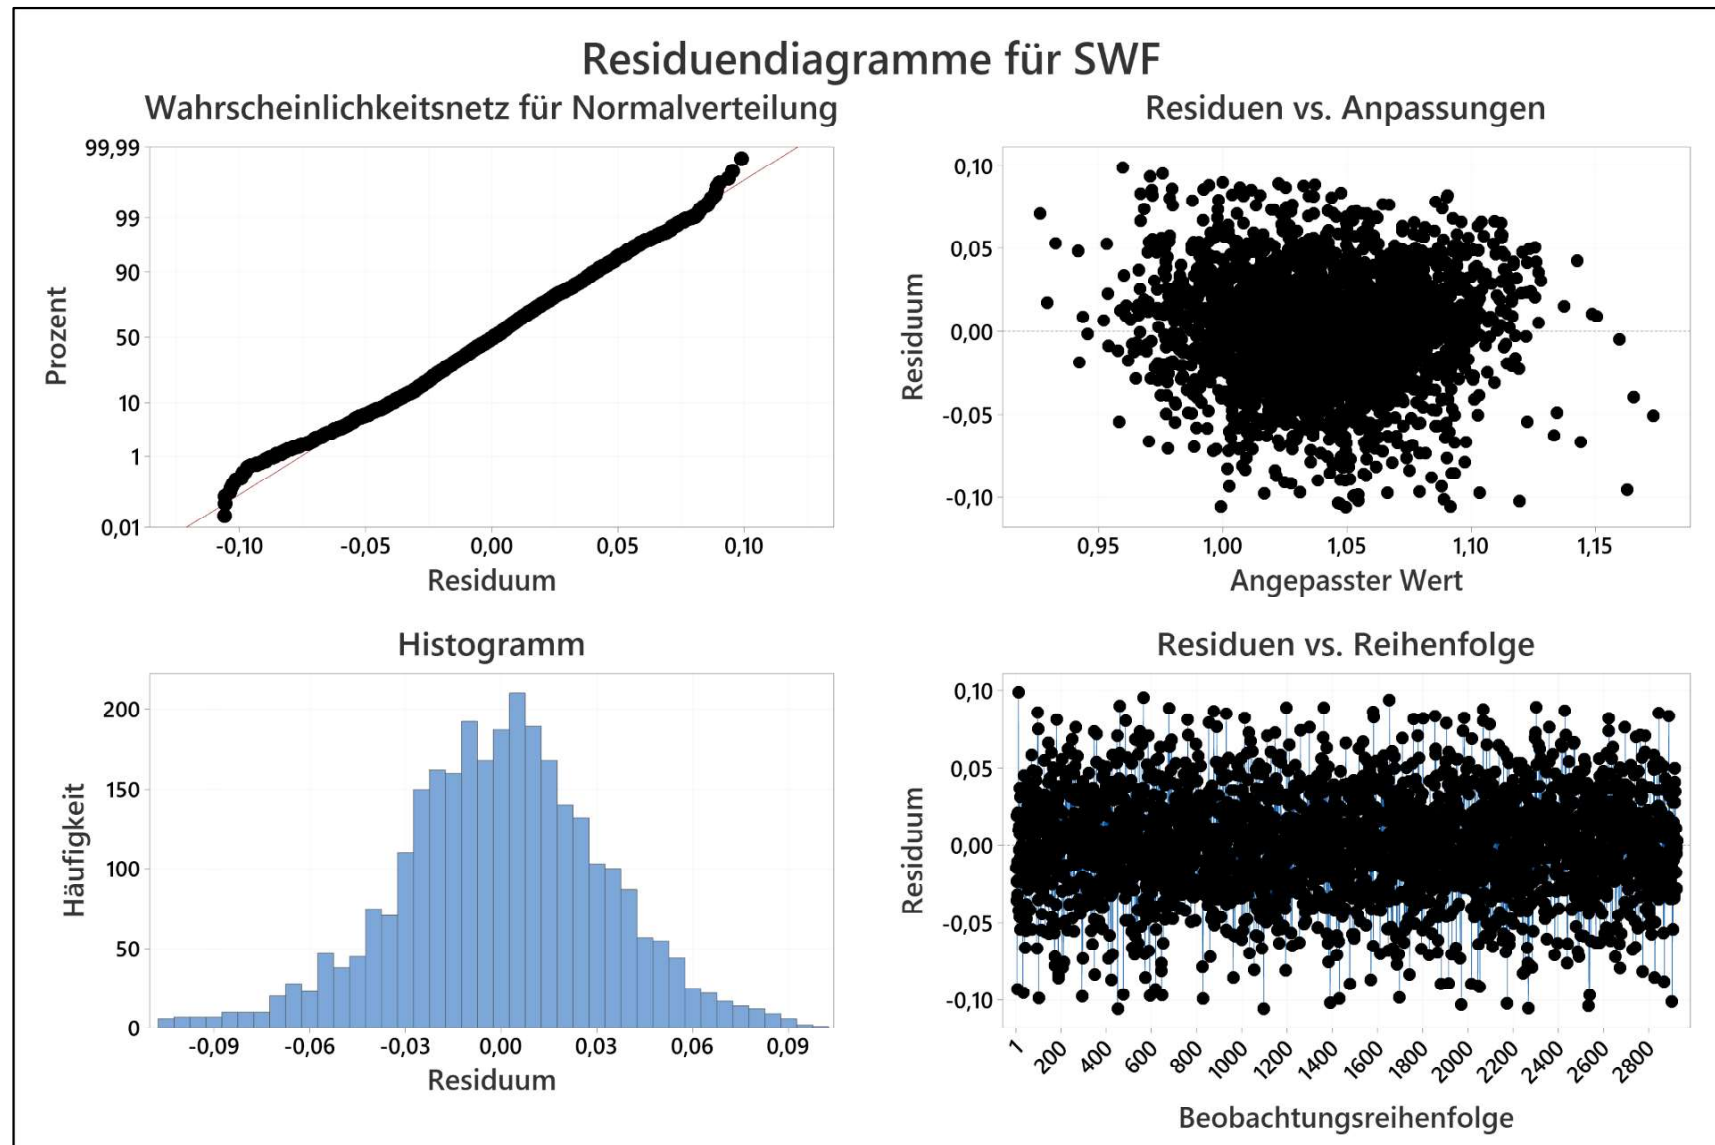 Residuendiagramme für SWF
Wahrscheinlichkeitsnetz für Normalverteilung
99,99
99
90
50
10
1
0,01
Prozent
-0,10 -0,05 0,00 0,05 0,10
Residuum
Residuen vs. Anpassungen
0,10
0,05
0,00
-0,05
-0,10
Residuum
0,95 1,00 1,05 1,10 1,15
Angepasster Wert
Histogramm
200
150
100
50
0
Häufigkeit
-0,09 -0,06 -0,03 0,00 0,03 0,06 0,09
Residuum
Residuen vs. Reihenfolge
0,10
0,05
0,00
-0,05
-0,10
Residuum
1 200 400 600 800 1000 1200 1400 1600 1800 2000 2200 2400 2600 2800
Beobachtungsreihenfolge